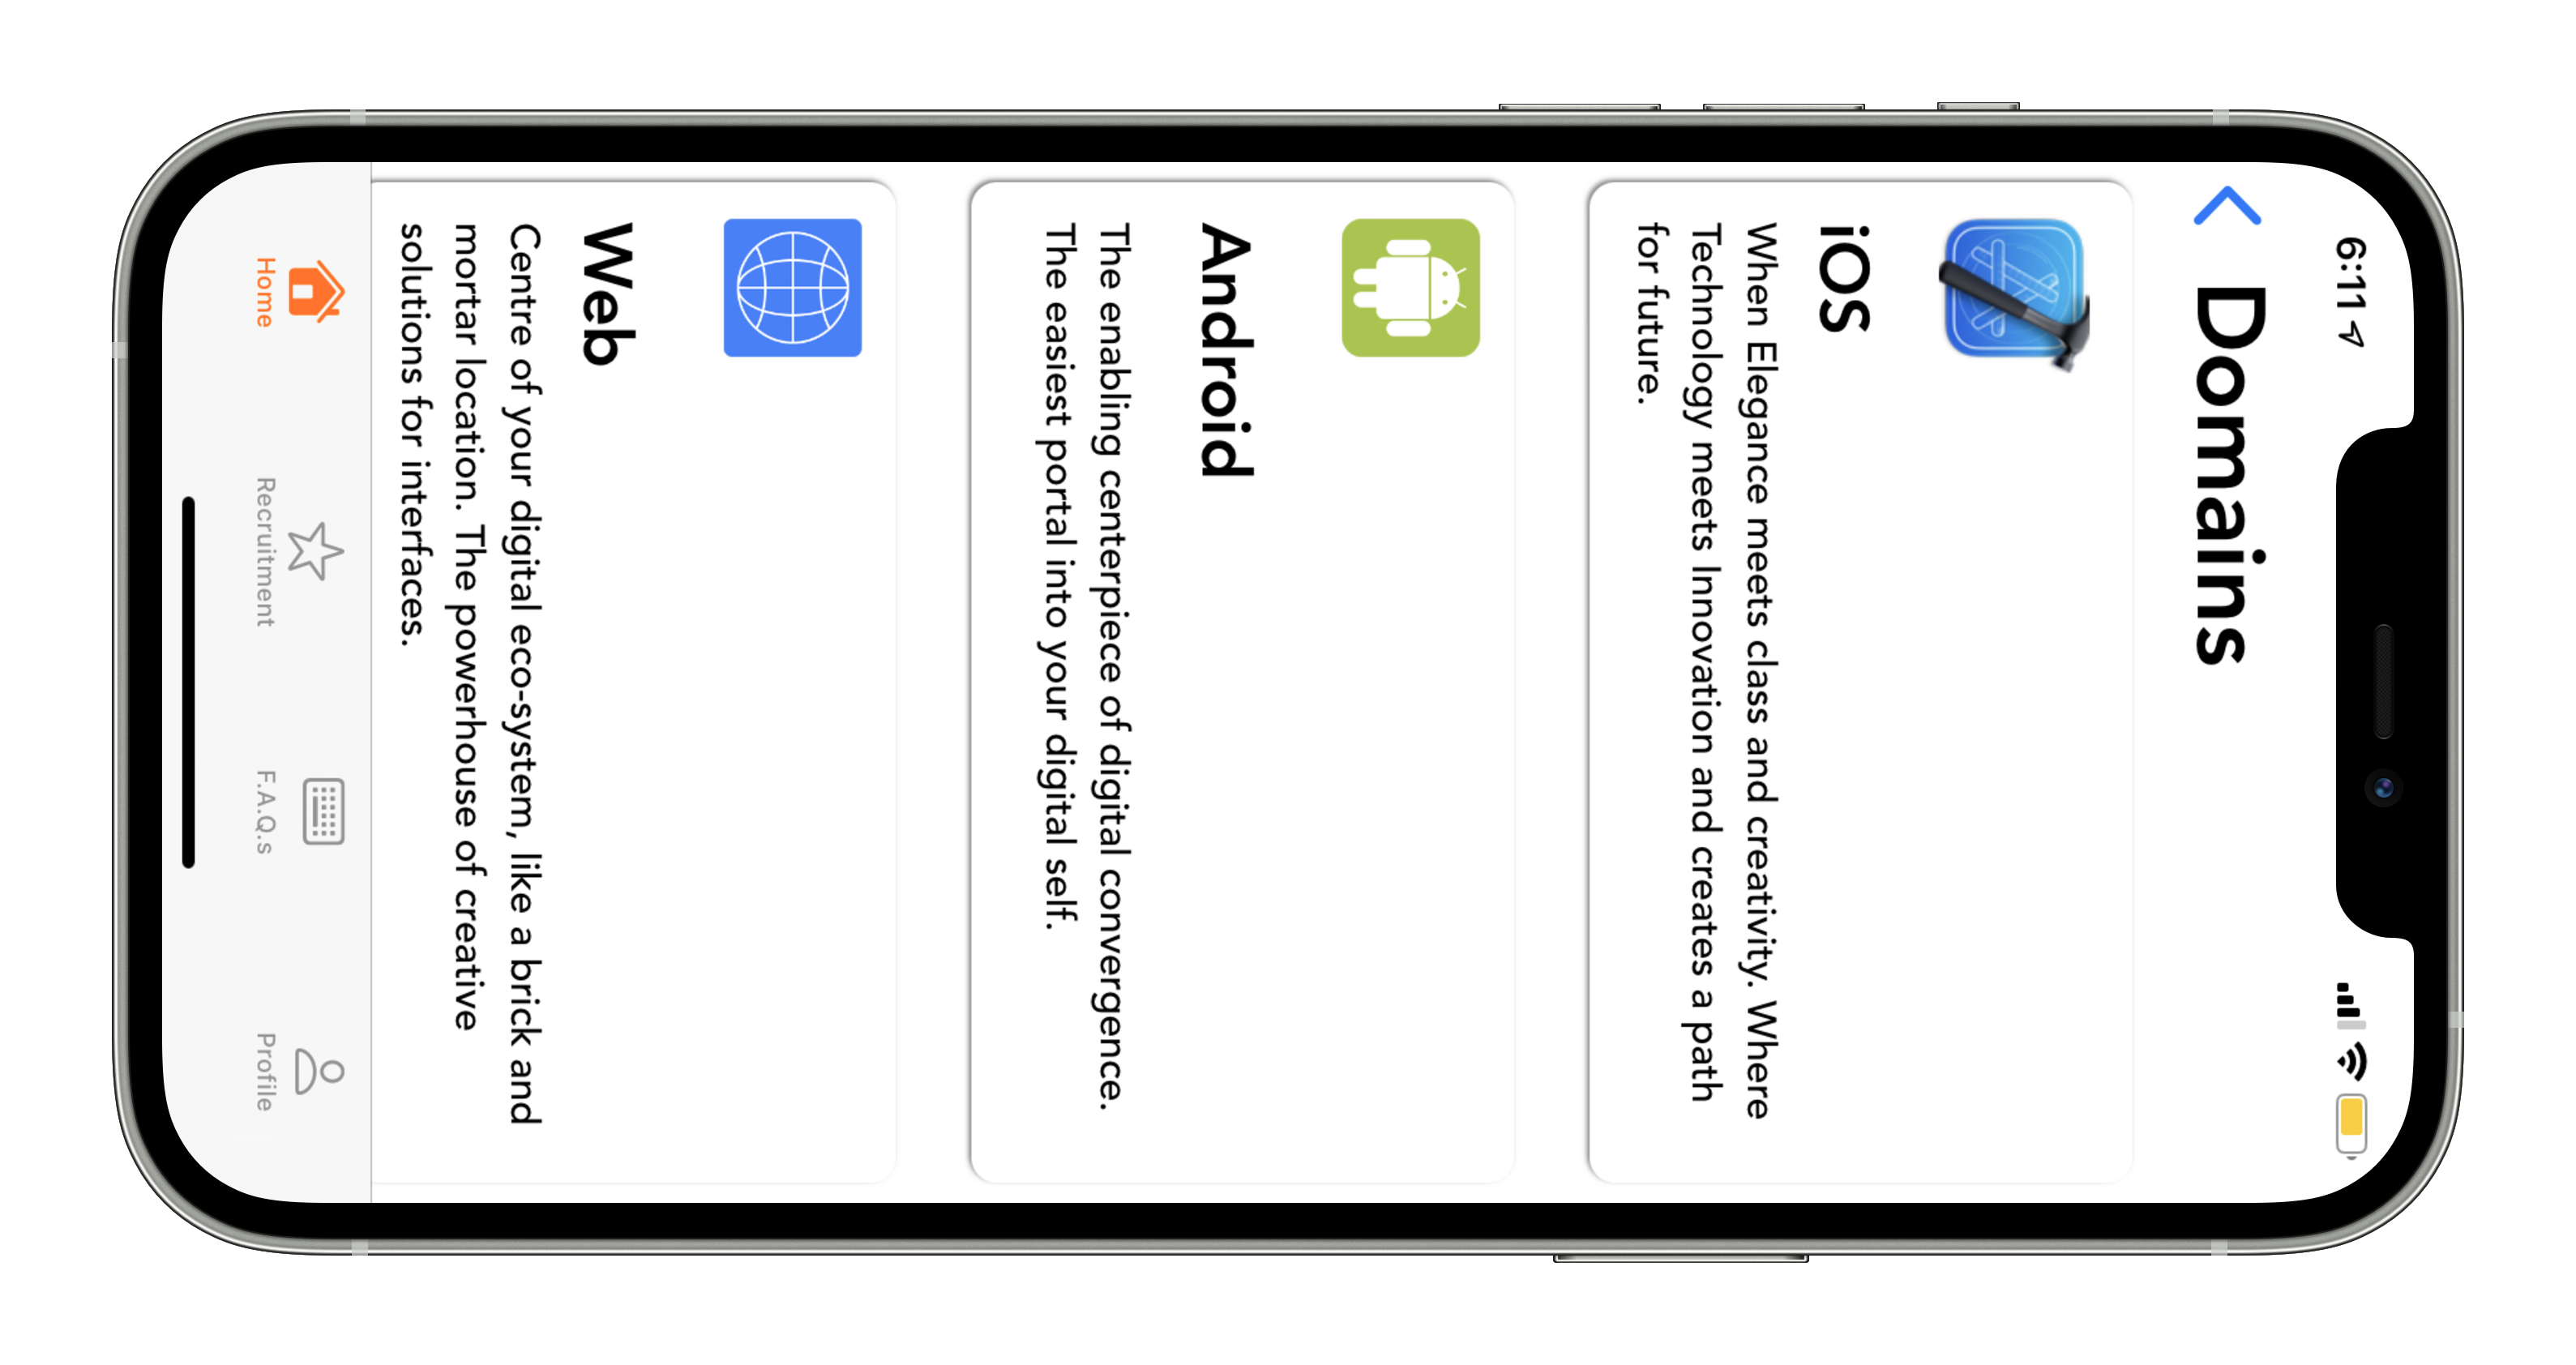 6:11
Domains
iOS
When Elegance meets class and creativity. Where
Technology meets Innovation and creates a path
for future.
Android
The enabling centerpiece of digital convergence.
The easiest portal into your digital self.
Web
Centre of your digital eco-system, like a brick and
mortar location. The powerhouse of creative
solutions for interfaces.
Home
Recruitment
F.A.Q.s
Profile